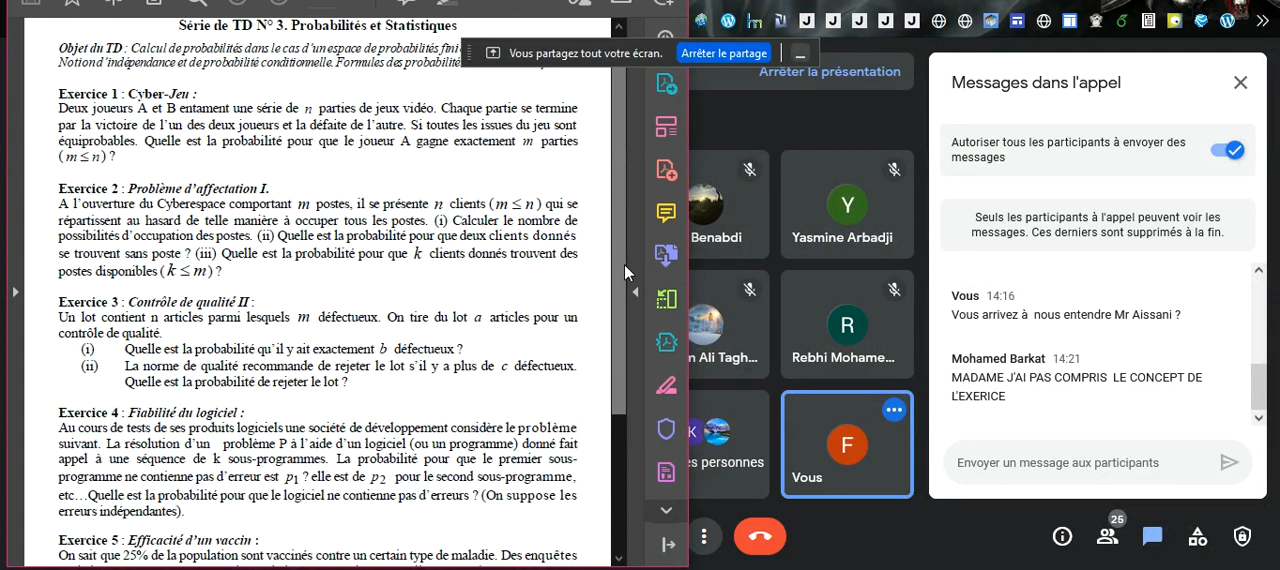 Série de TD N° 3. Probabilités et Statistiques
Objet du TD : Calcul de probabilités dans le cas d'un espace de probabilités fini
Notion d'indépendance et de probabilité conditionnelle. Formules des probabilité
Vous partagez tout votre écran. Arrêter le partage
Exercice 1 : Cyber-Jeu :
Deux joueurs A et B entament une série de n parties de jeux vidéo. Chaque partie se termine
par la victoire de l'un des deux joueurs et la défaite de l'autre. Si toutes les issues du jeu sont
équiprobables. Quelle est la probabilité pour que le joueur A gagne exactement m parties
(m ≤ n) ?
Exercice 2 : Problème d'affectation I.
A l'ouverture du Cyberespace comportant m postes, il se présente n clients (m ≤ n) qui se
répartissent au hasard de telle manière à occuper tous les postes. (i) Calculer le nombre de
possibilités d'occupation des postes. (ii) Quelle est la probabilité pour que deux clients donnés
se trouvent sans poste ? (iii) Quelle est la probabilité pour que k clients donnés trouvent des
postes disponibles (k ≤ m) ?
Exercice 3 : Contrôle de qualité II :
Un lot contient n articles parmi lesquels m défectueux. On tire du lot a articles pour un
contrôle de qualité.
(i) Quelle est la probabilité qu'il y ait exactement b défectueux ?
(ii) La norme de qualité recommande de rejeter le lot s'il y a plus de c défectueux.
Quelle est la probabilité de rejeter le lot ?
Exercice 4 : Fiabilité du logiciel :
Au cours de tests de ses produits logiciels une société de développement considère le problème
suivant. La résolution d'un problème P à l'aide d'un logiciel (ou un programme) donné fait
appel à une séquence de k sous-programmes. La probabilité pour que le premier sous-
programme ne contienne pas d'erreur est p1 ? elle est de p2 pour le second sous-programme,
etc...Quelle est la probabilité pour que le logiciel ne contienne pas d'erreurs ? (On suppose les
erreurs indépendantes).
Exercice 5 : Efficacité d'un vaccin :
On sait que 25% de la population sont vaccinés contre un certain type de maladie. Des enquêtes
Arrêter la présentation
Benabdi
Yasmine Arbadji
n Ali Tagh...
Rebhi Mohame...
es personnes
Vous
Messages dans l'appel
Autoriser tous les participants à envoyer des
messages
Seuls les participants à l'appel peuvent voir les
messages. Ces derniers sont supprimés à la fin.
Vous 14:16
Vous arrivez à nous entendre Mr Aissani ?
Mohamed Barkat 14:21
MADAME J'AI PAS COMPRIS LE CONCEPT DE
L'EXERICE
Envoyer un message aux participants
26
Y
R
K
F
J J J J J